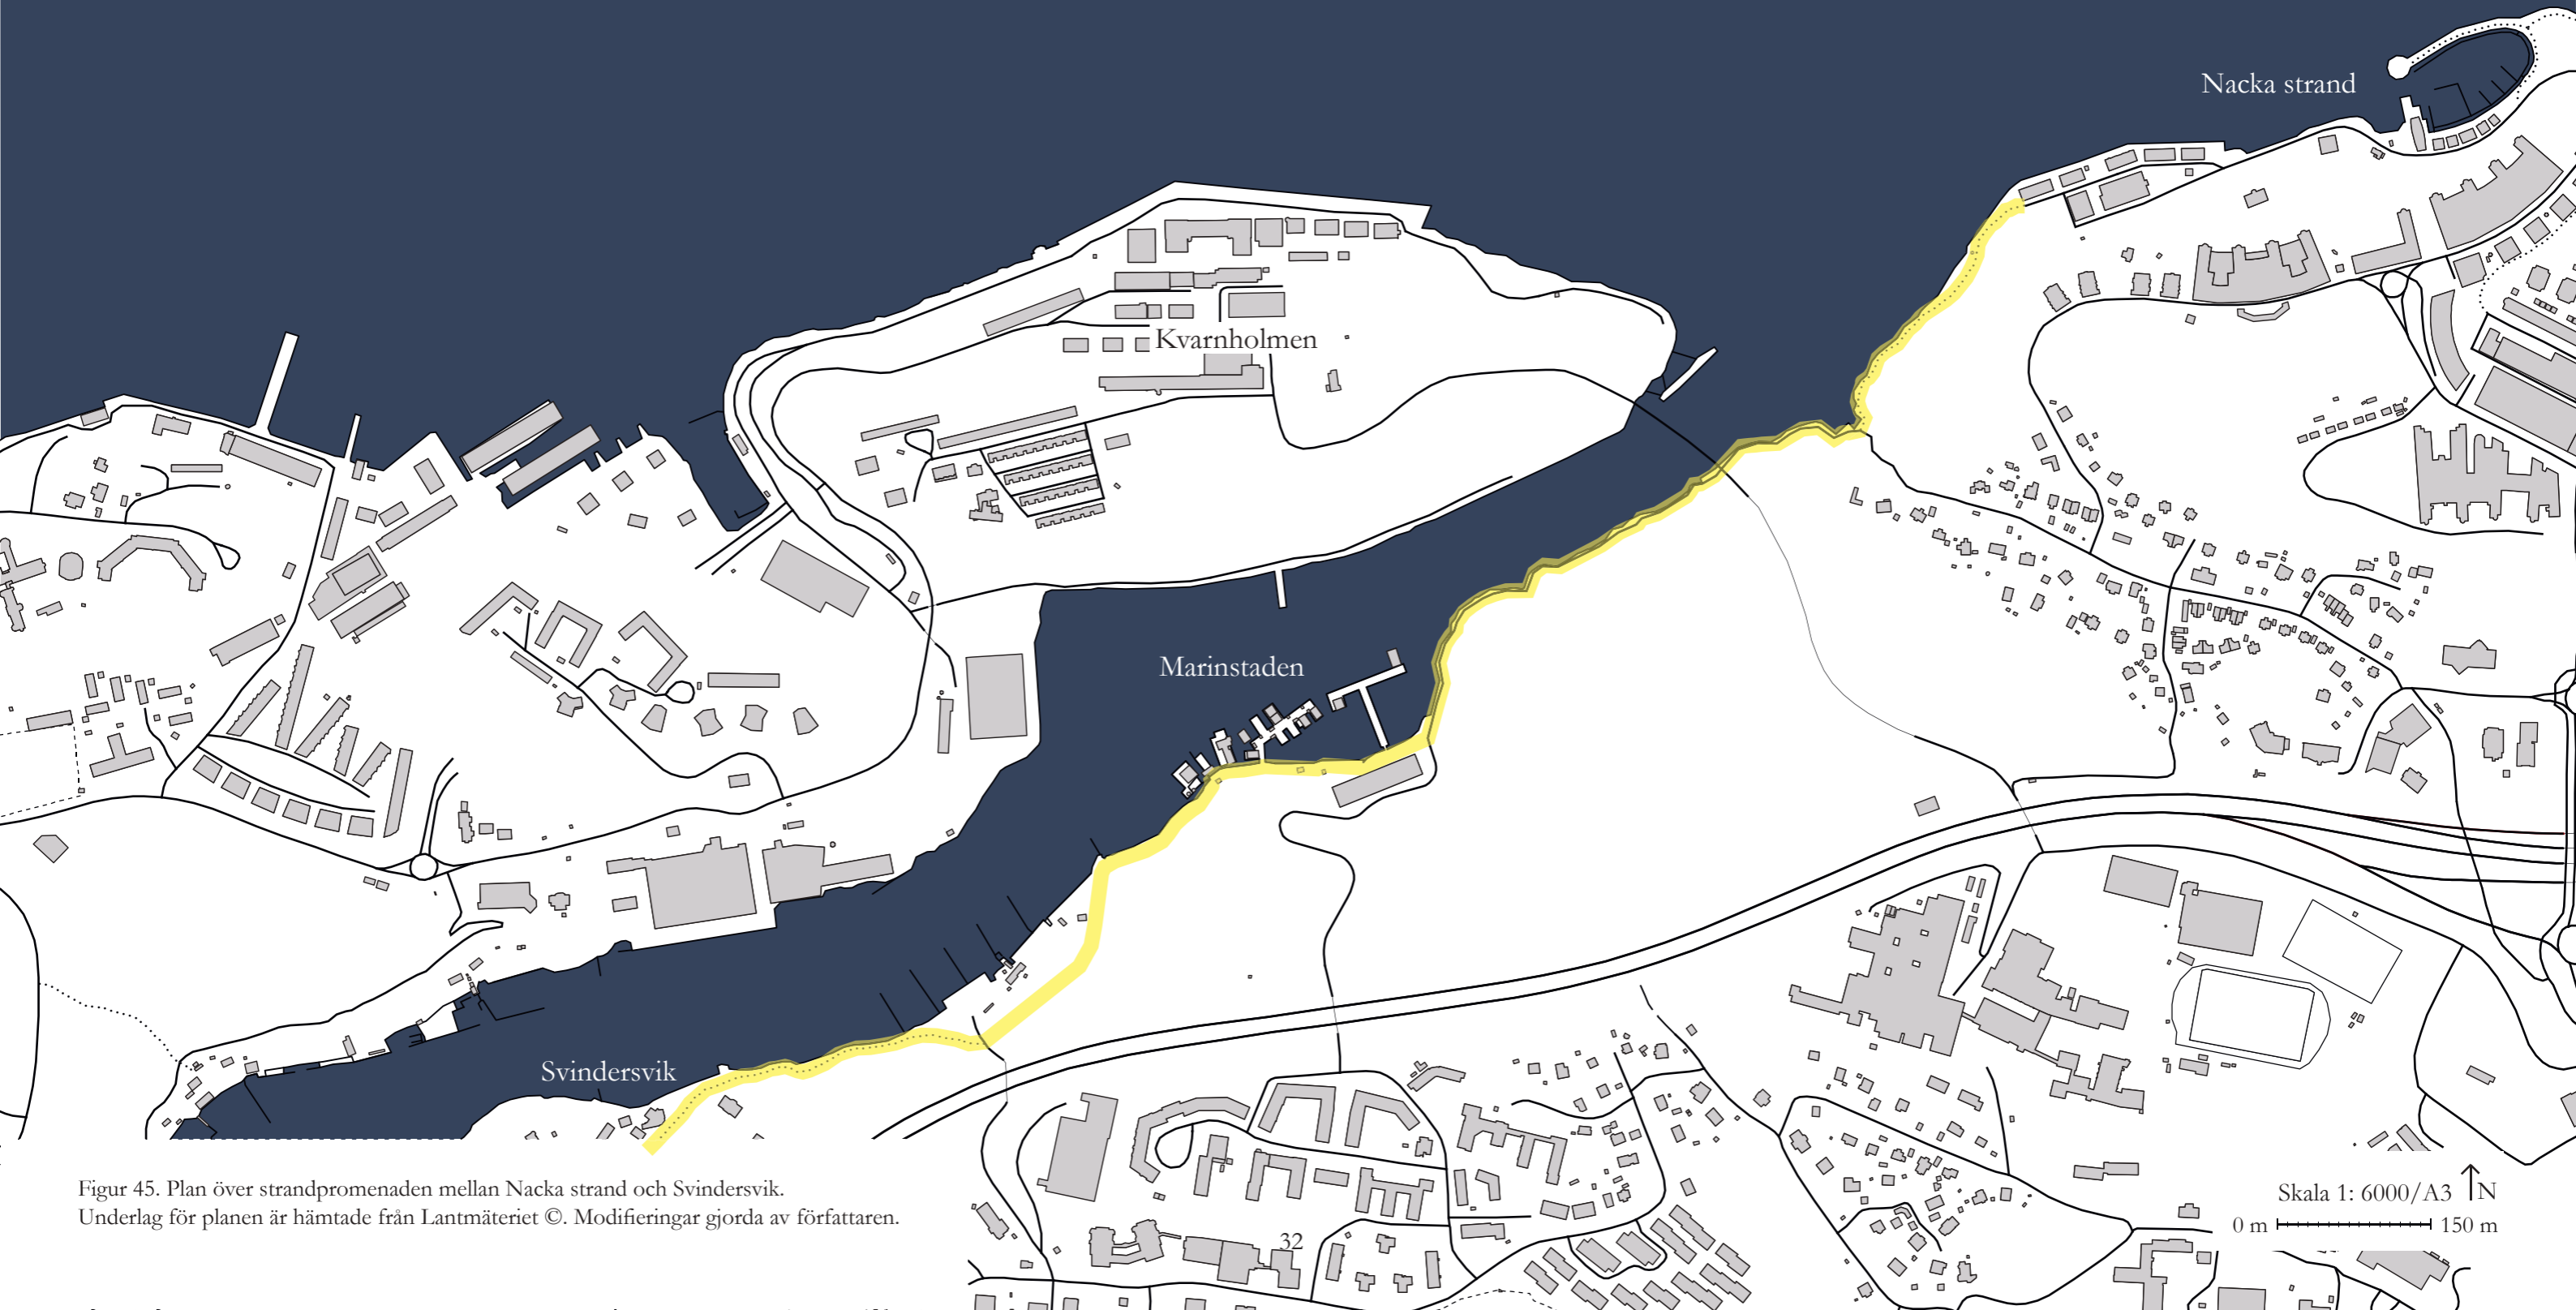 Nacka strand
Kvarnholmen
Marinstaden
Svindersvik
Figur 45. Plan över strandpromenaden mellan Nacka strand och Svindersvik.
Underlag för planen är hämtade från Lantmäteriet ©. Modifieringar gjorda av författaren.
Skala 1: 6000/A3 N
0 m 150 m
32